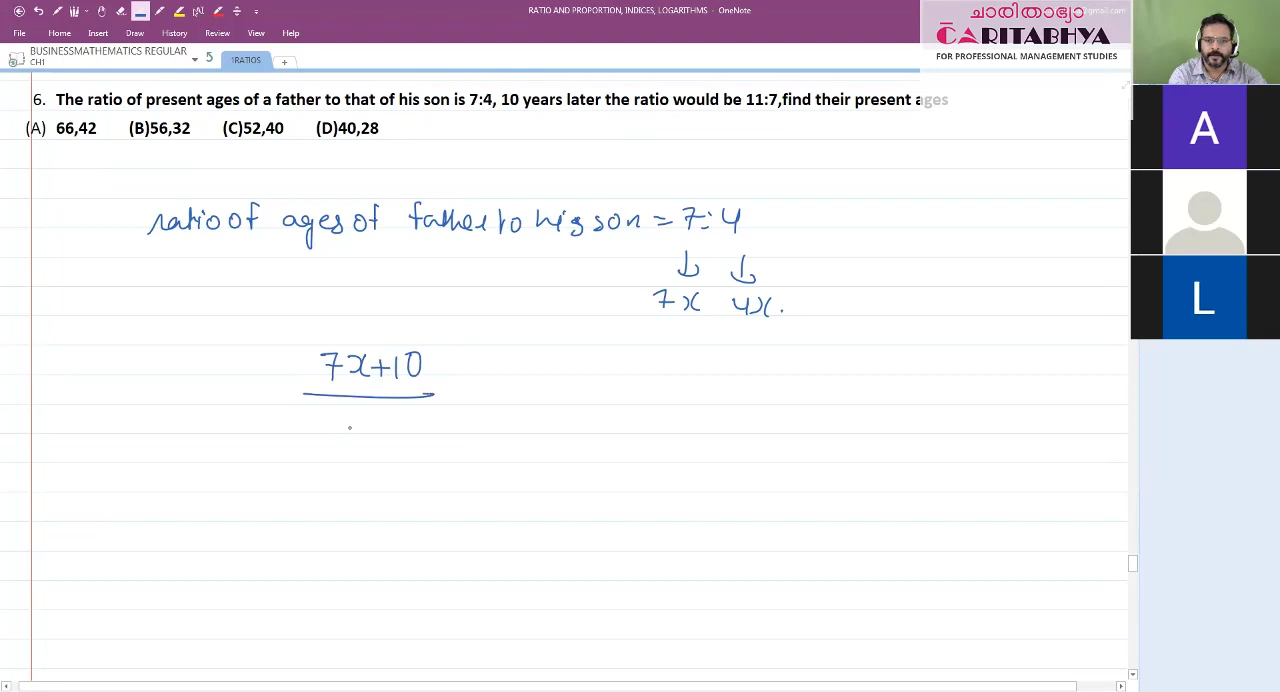 RATIO AND PROPORTION, INDICES, LOGARITHMS - OneNote
@gmail.com
ചാരിതാഭ്യാ
CARITABHYA
FOR PROFESSIONAL MANAGEMENT STUDIES
File Home Insert Draw History Review View Help
BUSINESSMATHEMATICS REGULAR
CH1
1RATIOS
6. The ratio of present ages of a father to that of his son is 7:4, 10 years later the ratio would be 11:7,find their present ages
(A) 66,42 (B)56,32 (C)52,40 (D)40,28
ratio of ages of father to his son = 7:4
7x 4x.
7x+10
A
L